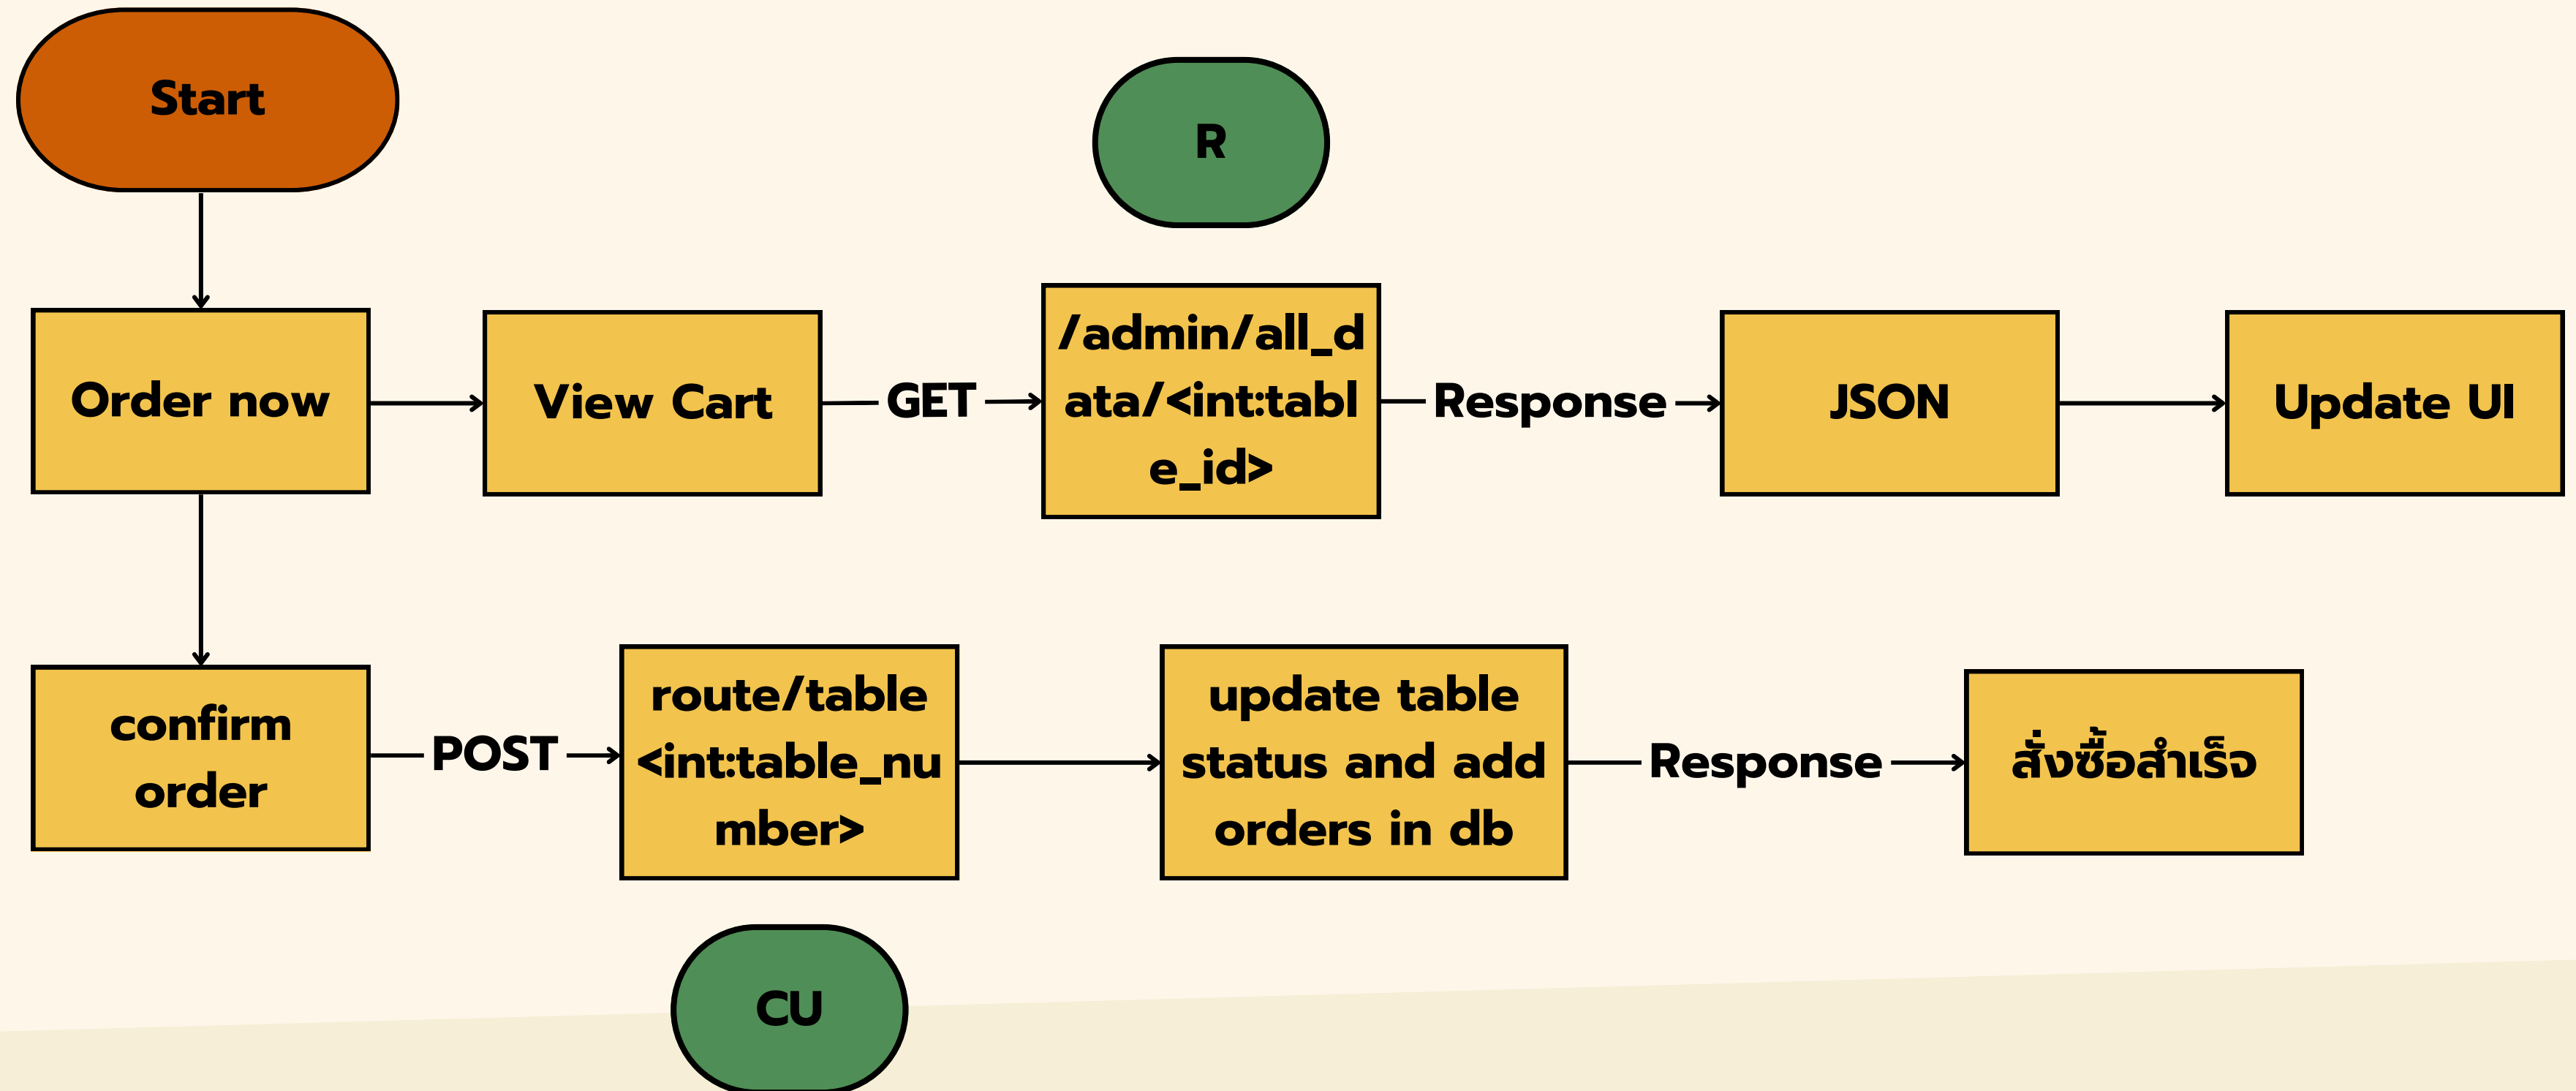 Start
R
Order now
View Cart
GET
/admin/all_d
ata/<int:tabl
e_id>
Response
JSON
Update UI
confirm
order
POST
route/table
<int:table_nu
mber>
update table
status and add
orders in db
Response
สั่งซื้อสำเร็จ
CU